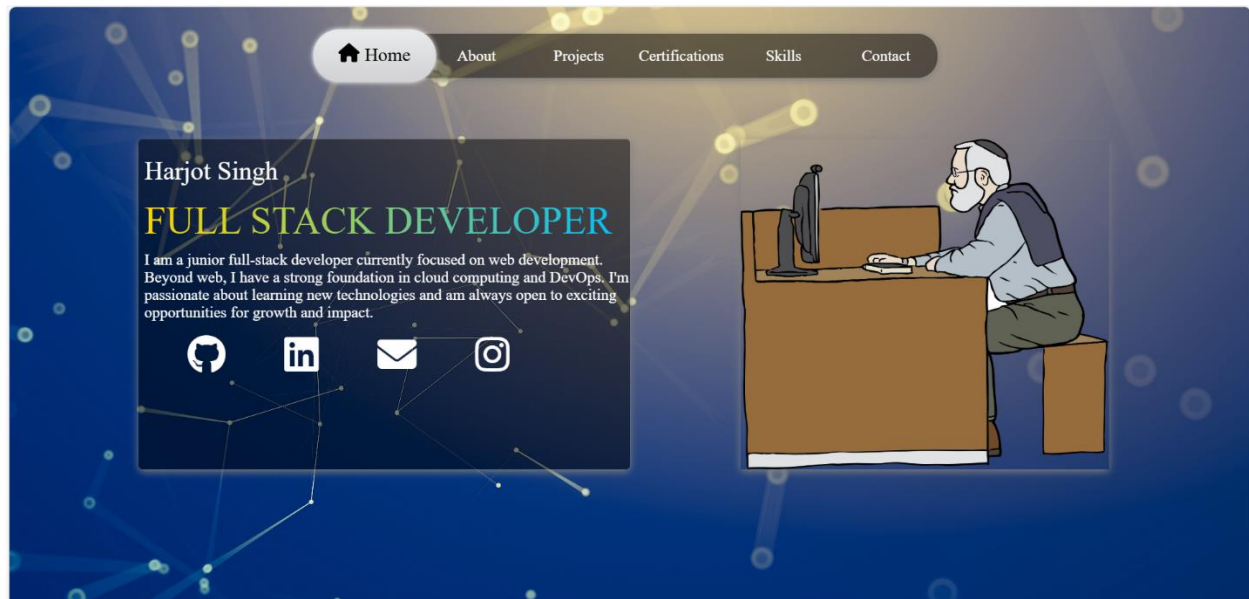 Home About Projects Certifications Skills Contact
Harjot Singh
FULL STACK DEVELOPER
I am a junior full-stack developer currently focused on web development.
Beyond web, I have a strong foundation in cloud computing and DevOps. I'm
passionate about learning new technologies and am always open to exciting
opportunities for growth and impact.